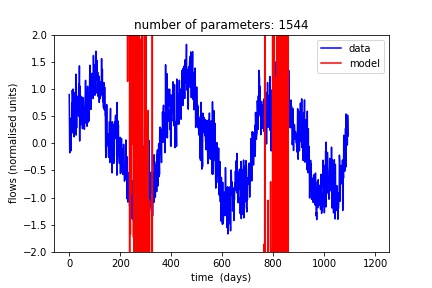 number of parameters: 1544
2.0
1.5
1.0
0.5
0.0
−0.5
−1.0
−1.5
−2.0
flows (normalised units)
data
model
0 200 400 600 800 1000 1200
time (days)